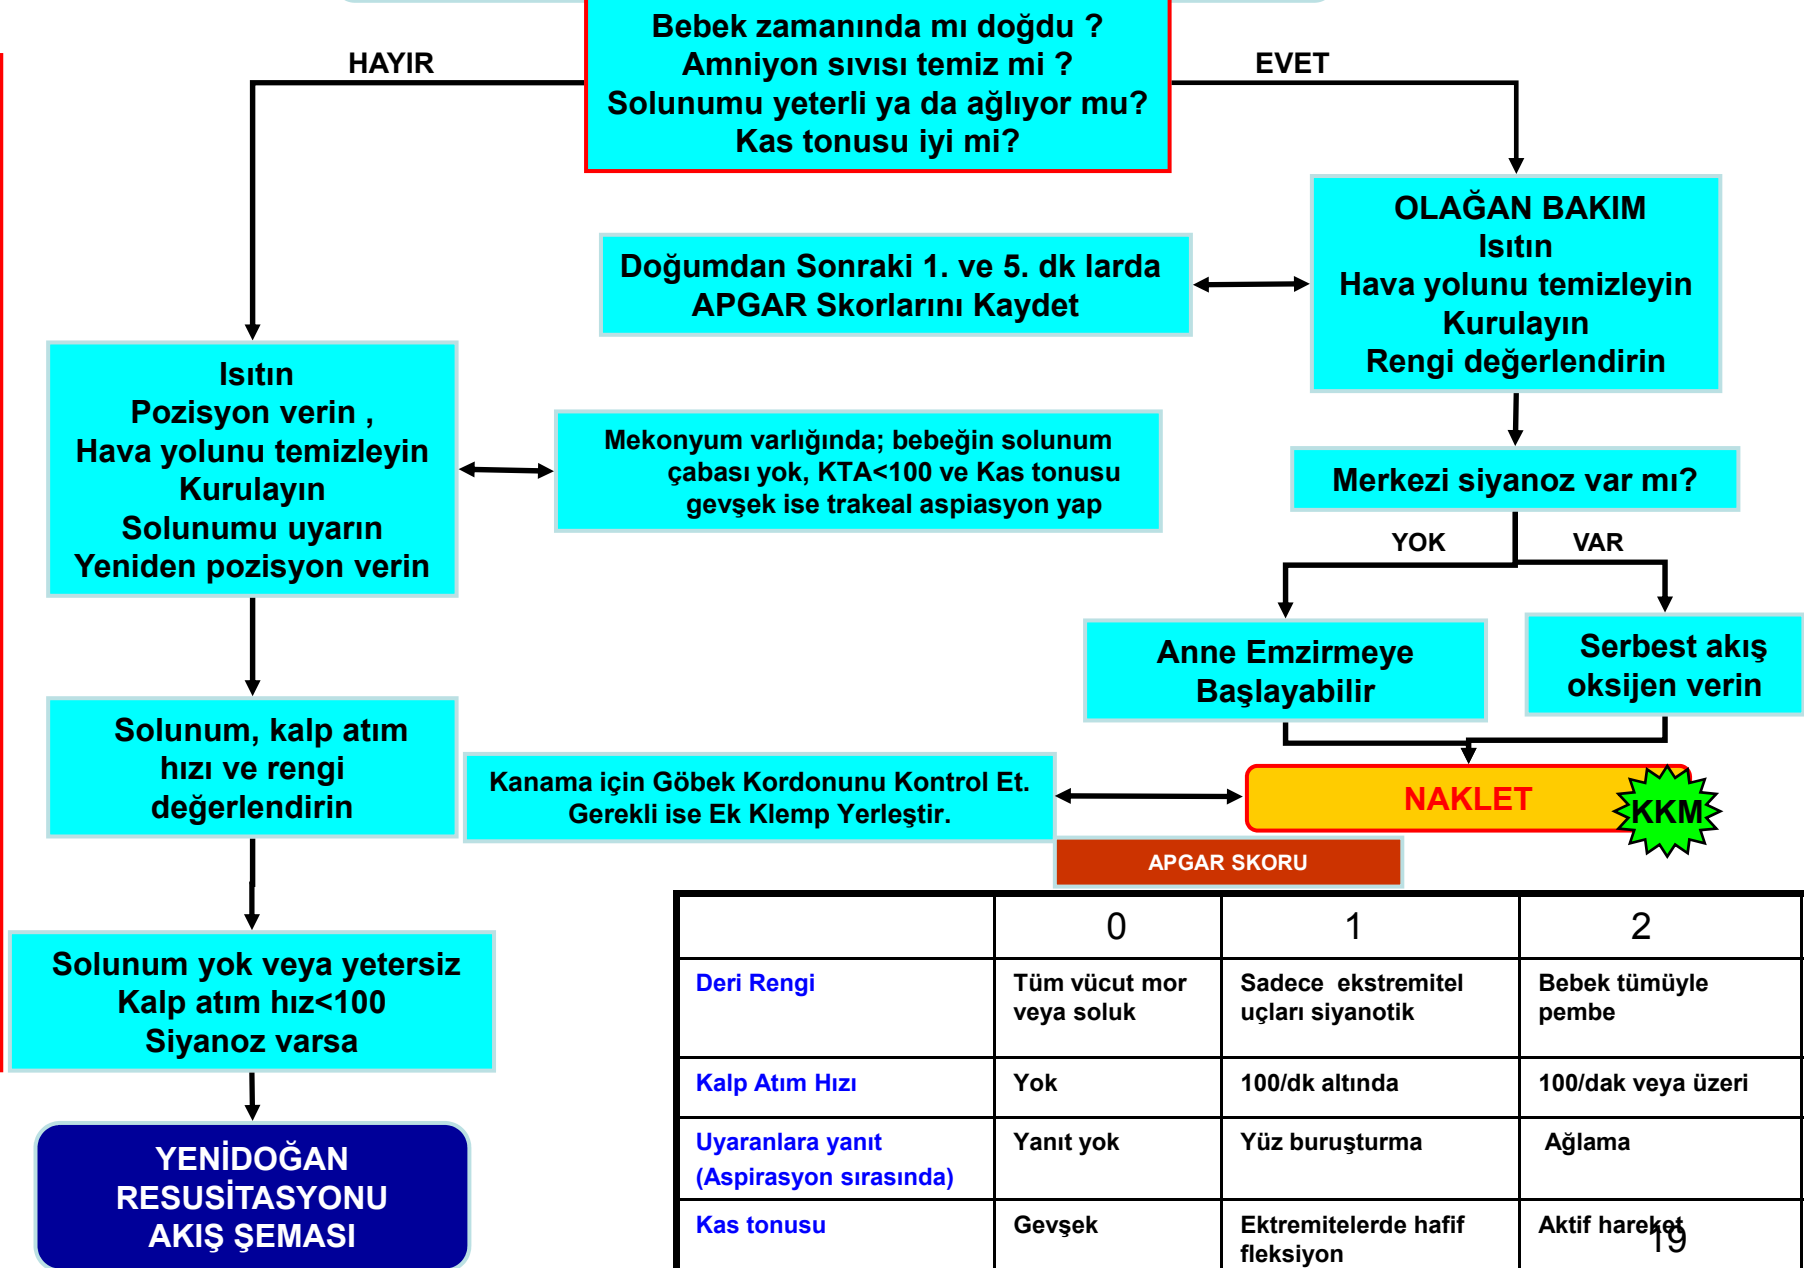 Bebek zamanında mı doğdu ?
Amniyon sıvısı temiz mi ?
Solunumu yeterli ya da ağlıyor mu?
Kas tonusu iyi mi?
HAYIR
EVET
OLAĞAN BAKIM
Isıtın
Hava yolunu temizleyin
Kurulayın
Rengi değerlendirin
Doğumdan Sonraki 1. ve 5. dk larda
APGAR Skorlarını Kaydet
Isıtın
Pozisyon verin ,
Hava yolunu temizleyin
Kurulayın
Solunumu uyarın
Yeniden pozisyon verin
Mekonyum varlığında; bebeğin solunum
çabası yok, KTA<100 ve Kas tonusu
gevşek ise trakeal aspiasyon yap
Merkezi siyanoz var mı?
YOK
VAR
Anne Emzirmeye
Başlayabilir
Serbest akış
oksijen verin
Solunum, kalp atım
hızı ve rengi
değerlendirin
Kanama için Göbek Kordonunu Kontrol Et.
Gerekli ise Ek Klemp Yerleştir.
NAKLET
KKM
APGAR SKORU
Solunum yok veya yetersiz
Kalp atım hız<100
Siyanoz varsa
YENİDOĞAN
RESUSİTASYONU
AKIŞ ŞEMASI
0 1 2
Deri Rengi
Tüm vücut mor
veya soluk
Sadece ekstremitel
uçları siyanotik
Bebek tümüyle
pembe
Kalp Atım Hızı
Yok
100/dk altında
100/dak veya üzeri
Uyaranlara yanıt
(Aspirasyon sırasında)
Yanıt yok
Yüz buruşturma
Ağlama
Kas tonusu
Gevşek
Ektremitelerde hafif
fleksiyon
Aktif hareket
19